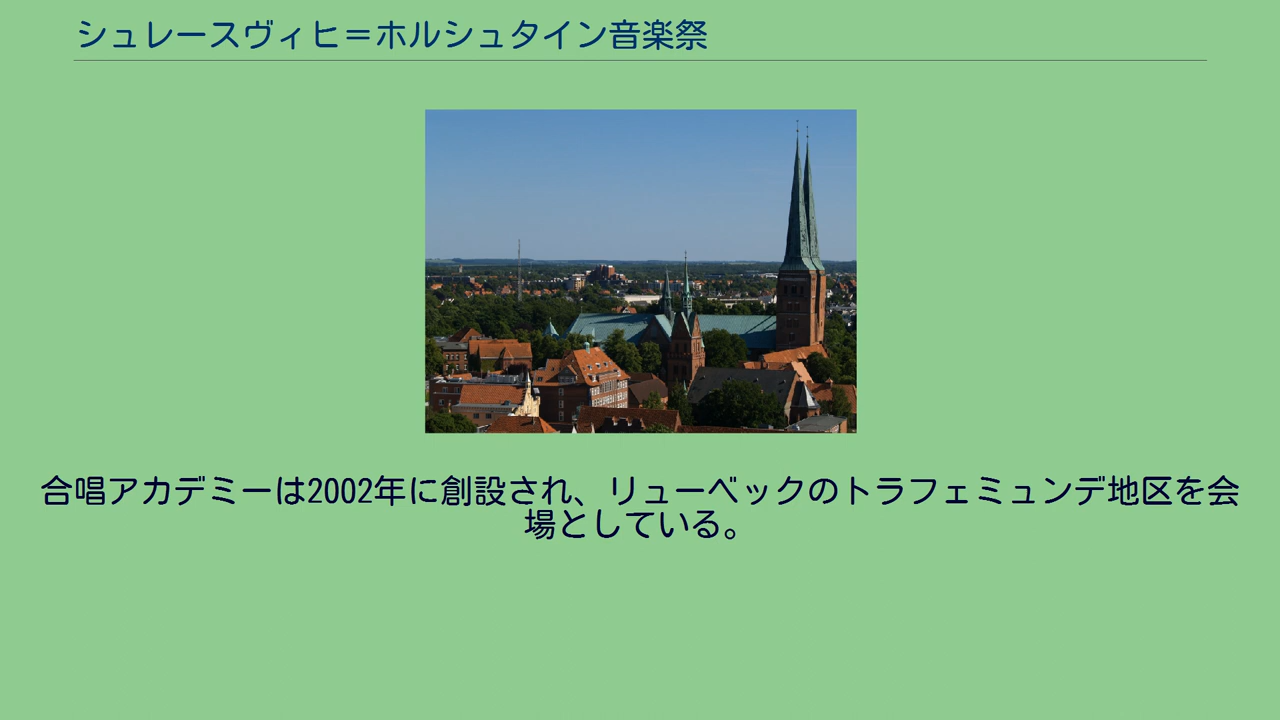 シュレースヴィヒ＝ホルシュタイン音楽祭
合唱アカデミーは2002年に創設され、リューベックのトラフェミュンデ地区を会
場としている。